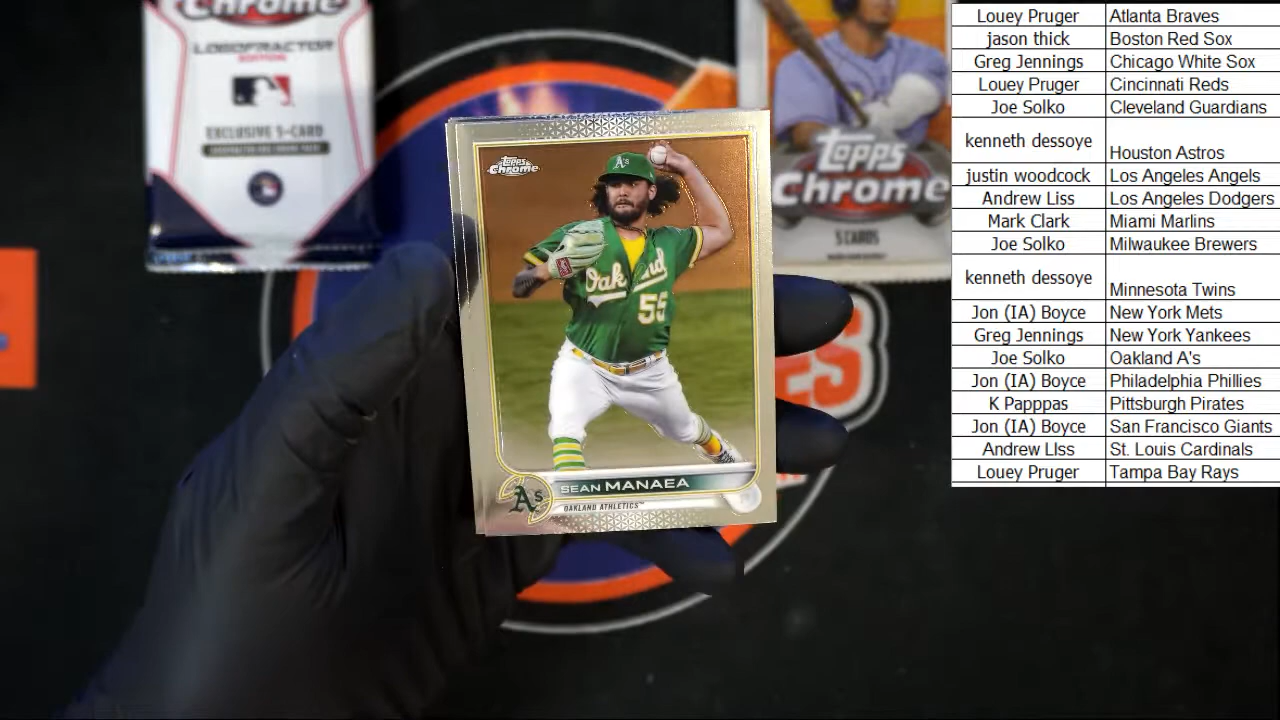 Chrome
LOGOFRACTOR
EDITION
EXCLUSIVE 5-CARD
Topps
Chrome
5 CARDS
Topps
Chrome
A's
Oakland
55
A's
SEAN MANAEA
OAKLAND ATHLETICS™
ES
Louey Pruger Atlanta Braves
jason thick Boston Red Sox
Greg Jennings Chicago White Sox
Louey Pruger Cincinnati Reds
Joe Solko Cleveland Guardians
kenneth dessoye Houston Astros
justin woodcock Los Angeles Angels
Andrew Liss Los Angeles Dodgers
Mark Clark Miami Marlins
Joe Solko Milwaukee Brewers
kenneth dessoye Minnesota Twins
Jon (IA) Boyce New York Mets
Greg Jennings New York Yankees
Joe Solko Oakland A's
Jon (IA) Boyce Philadelphia Phillies
K Papppas Pittsburgh Pirates
Jon (IA) Boyce San Francisco Giants
Andrew LIss St. Louis Cardinals
Louey Pruger Tampa Bay Rays